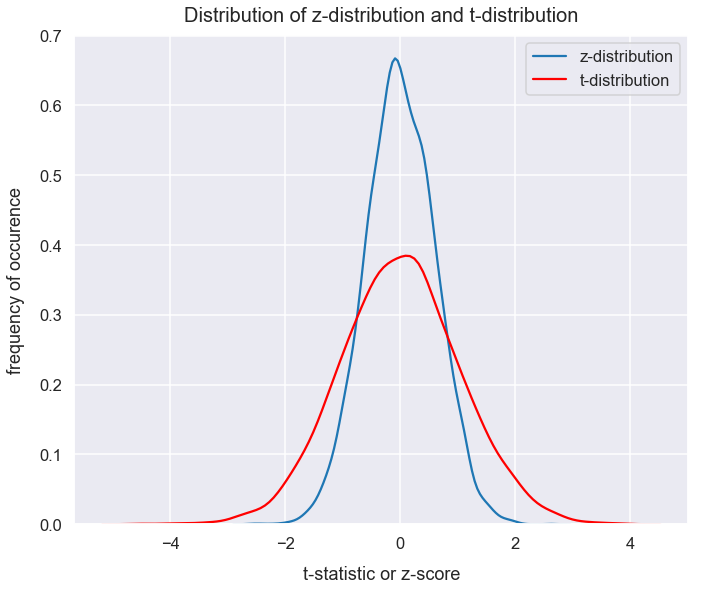 Distribution of z-distribution and t-distribution
z-distribution
t-distribution
0.7
0.6
0.5
0.4
0.3
0.2
0.1
0.0
frequency of occurence
−4
−2
0
2
4
t-statistic or z-score